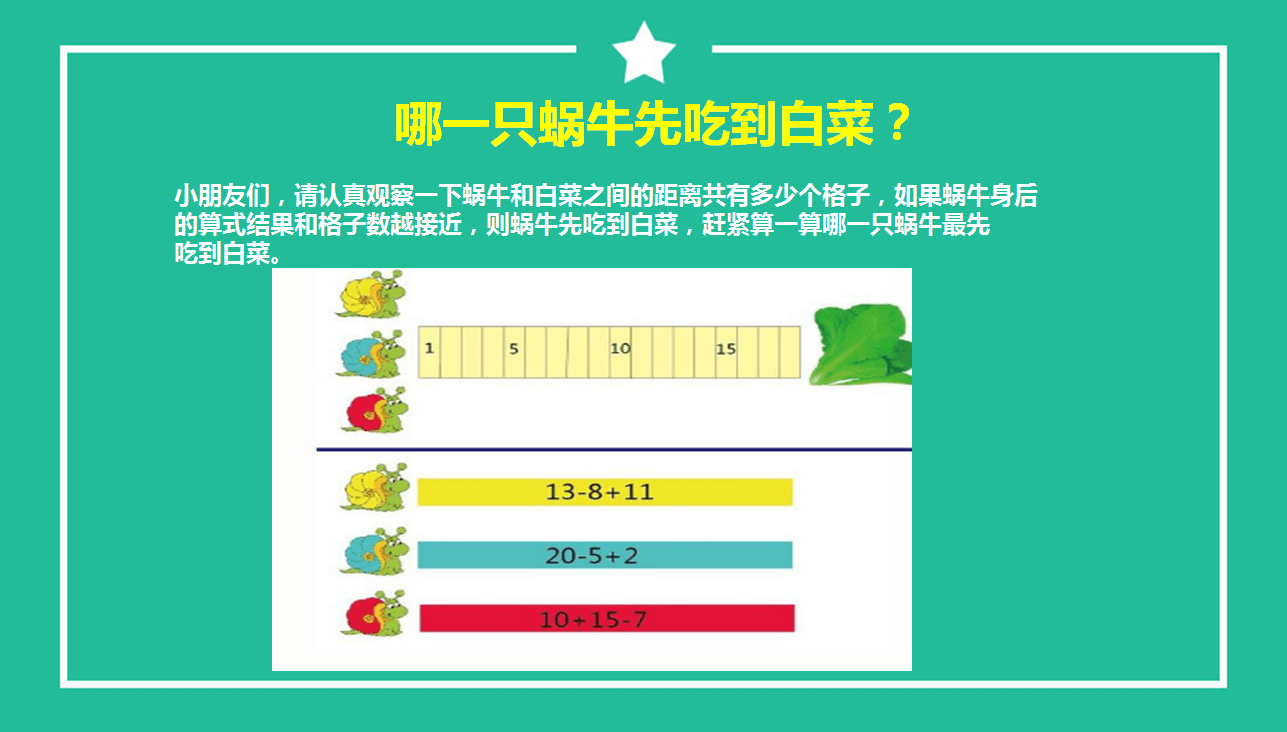 哪一只蜗牛先吃到白菜？
小朋友们，请认真观察一下蜗牛和白菜之间的距离共有多少个格子，如果蜗牛身后
的算式结果和格子数越接近，则蜗牛先吃到白菜，赶紧算一算哪一只蜗牛最先
吃到白菜。
1 5 10 15
13-8+11
20-5+2
10+15-7